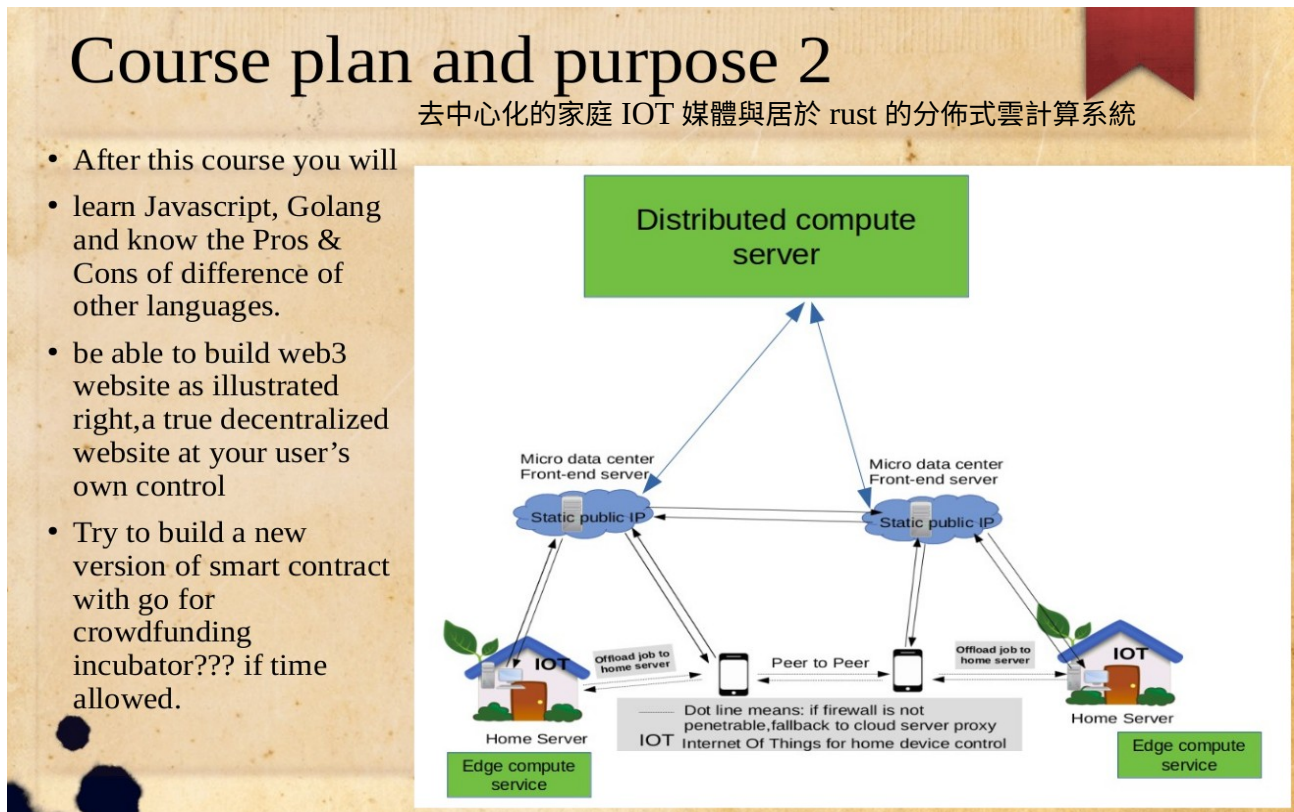 Course plan and purpose 2
去中心化的家庭 IOT 媒體與居於 rust 的分佈式雲計算系統
• After this course you will
• learn Javascript, Golang
and know the Pros &
Cons of difference of
other languages.
• be able to build web3
website as illustrated
right,a true decentralized
website at your user’s
own control
• Try to build a new
version of smart contract
with go for
crowdfunding
incubator??? if time
allowed.
Distributed compute
server
Micro data center
Front-end server
Static public IP
Micro data center
Front-end server
Static public IP
IOT
Offload job to
home server
Peer to Peer
Offload job to
home server
IOT
Home Server
Home Server
Dot line means: if firewall is not
penetrable,fallback to cloud server proxy
IOT Internet Of Things for home device control
Edge compute
service
Edge compute
service